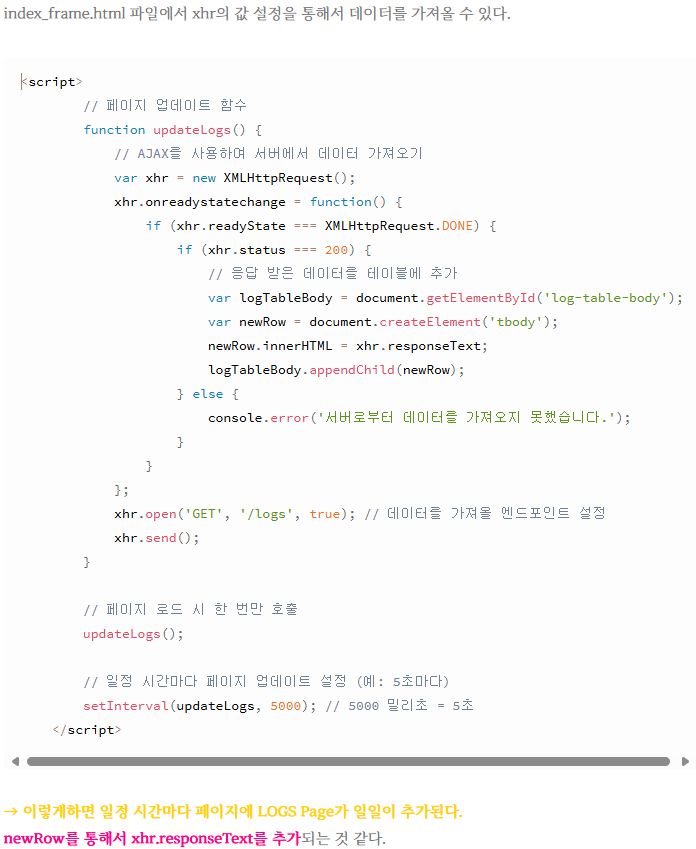 index_frame.html 파일에서 xhr의 값 설정을 통해서 데이터를 가져올 수 있다.
<script>
// 페이지 업데이트 함수
function updateLogs() {
// AJAX를 사용하여 서버에서 데이터 가져오기
var xhr = new XMLHttpRequest();
xhr.onreadystatechange = function() {
if (xhr.readyState === XMLHttpRequest.DONE) {
if (xhr.status === 200) {
// 응답 받은 데이터를 테이블에 추가
var logTableBody = document.getElementById('log-table-body');
var newRow = document.createElement('tbody');
newRow.innerHTML = xhr.responseText;
logTableBody.appendChild(newRow);
} else {
console.error('서버로부터 데이터를 가져오지 못했습니다.');
}
}
};
xhr.open('GET', '/logs', true); // 데이터를 가져올 엔드포인트 설정
xhr.send();
}
// 페이지 로드 시 한 번만 호출
updateLogs();
// 일정 시간마다 페이지 업데이트 설정 (예: 5초마다)
setInterval(updateLogs, 5000); // 5000 밀리초 = 5초
</script>
→ 이렇게하면 일정 시간마다 페이지에 LOGS Page가 일일이 추가된다.
newRow를 통해서 xhr.responseText를 추가되는 것 같다.